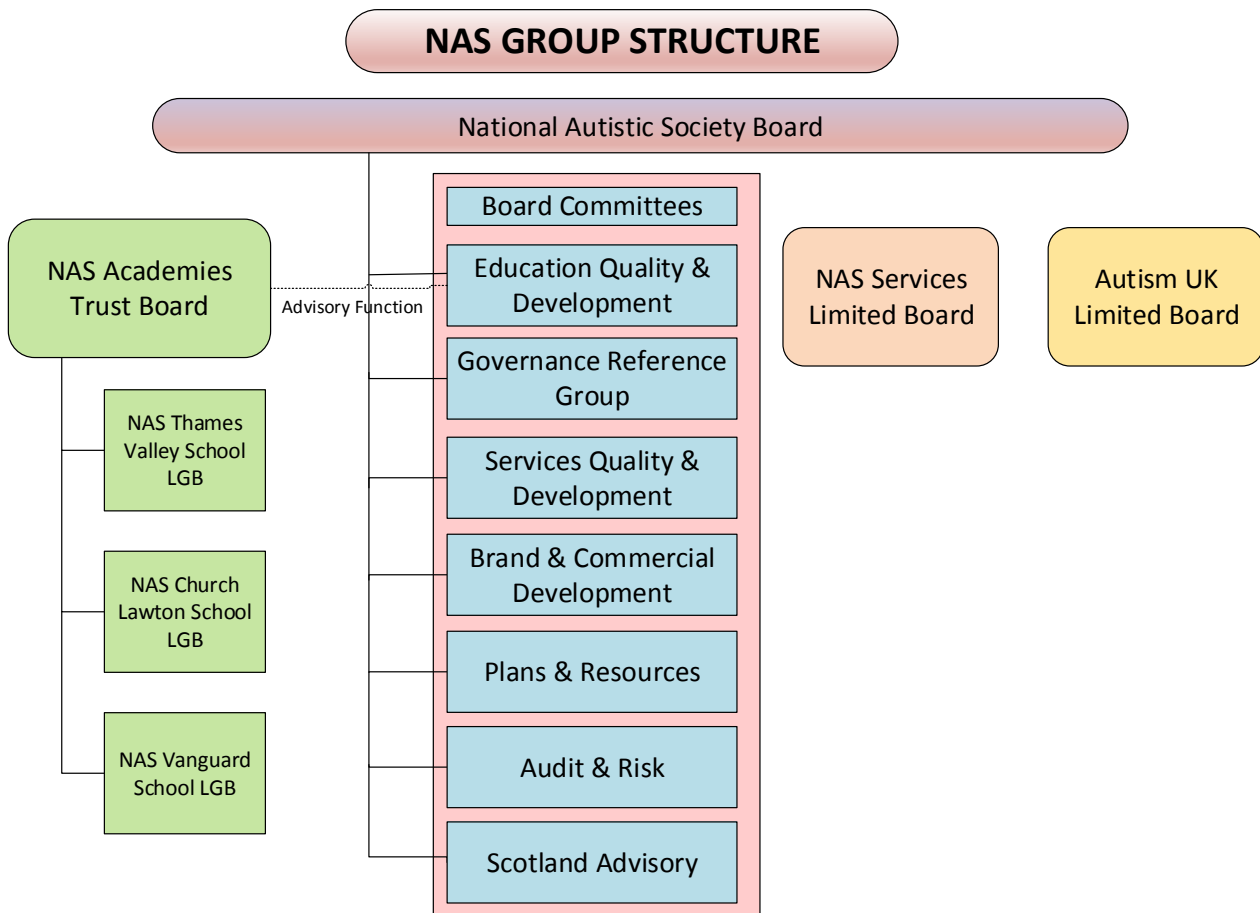 NAS GROUP STRUCTURE
National Autistic Society Board
NAS Academies
Trust Board
Advisory Function
NAS Thames
Valley School
LGB
NAS Church
Lawton School
LGB
NAS Vanguard
School LGB
Board Committees
Education Quality &
Development
Governance Reference
Group
Services Quality &
Development
Brand & Commercial
Development
Plans & Resources
Audit & Risk
Scotland Advisory
NAS Services
Limited Board
Autism UK
Limited Board